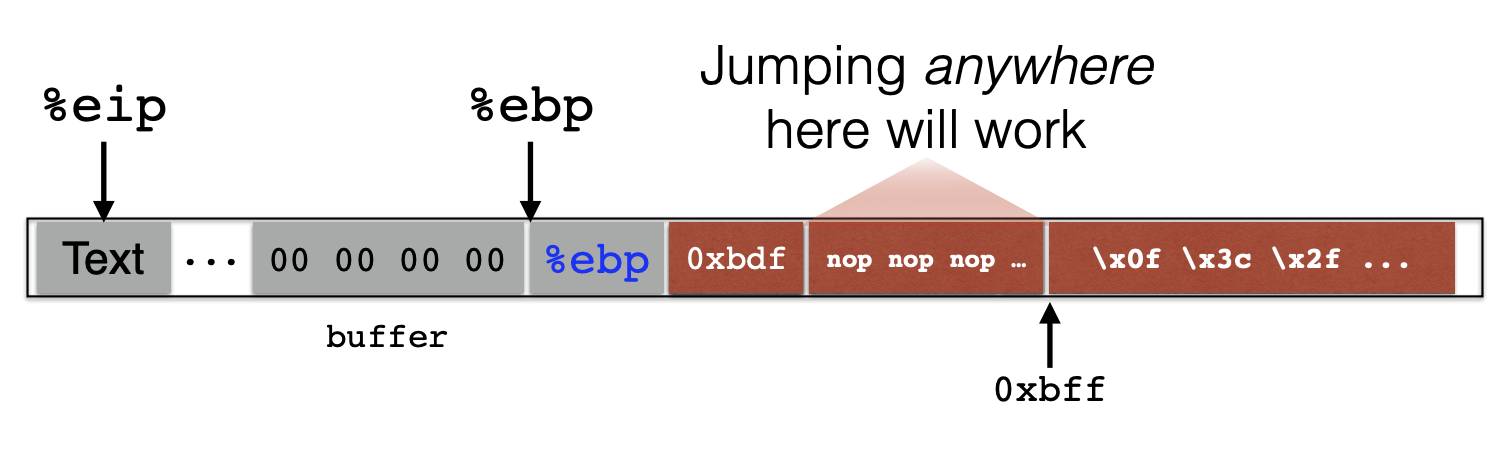 Jumping anywhere
here will work
%eip
%ebp
Text ... 00 00 00 00 %ebp 0xbdf nop nop nop … \x0f \x3c \x2f ...
buffer
0xbff